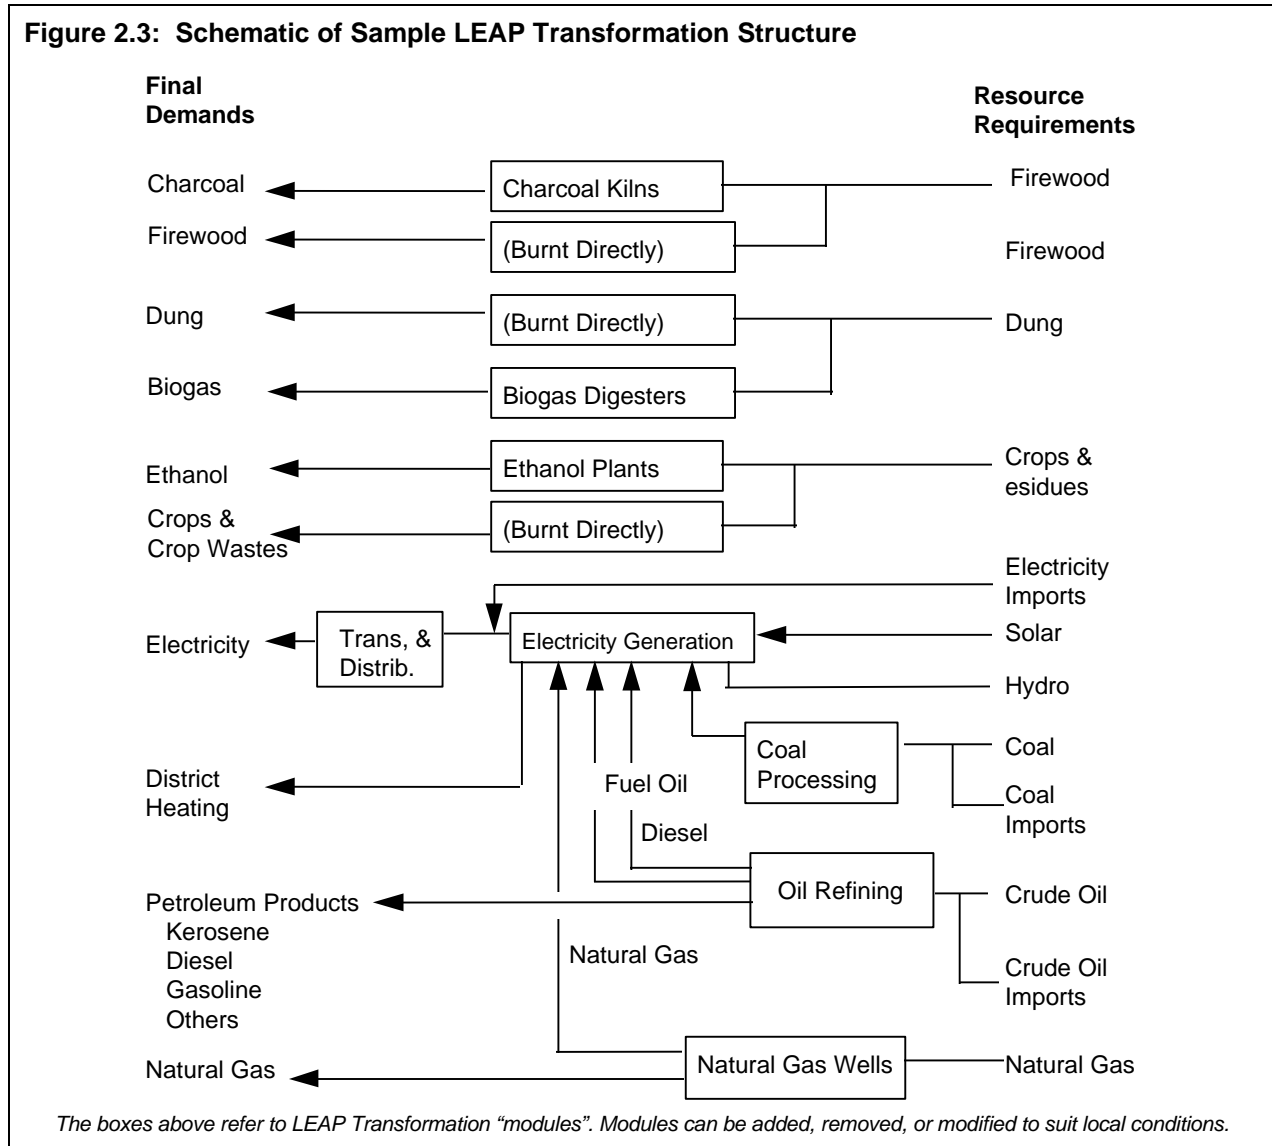 Figure 2.3: Schematic of Sample LEAP Transformation Structure
Final
Demands
Resource
Requirements
Charcoal
Charcoal Kilns
Firewood
Firewood
(Burnt Directly)
Firewood
Dung
(Burnt Directly)
Dung
Biogas
Biogas Digesters
Ethanol
Ethanol Plants
Crops &
esidues
Crops &
Crop Wastes
(Burnt Directly)
Electricity
Imports
Electricity
Trans, &
Distrib.
Electricity Generation
Solar
Hydro
Coal
Processing
Coal
District
Heating
Fuel Oil
Coal
Imports
Diesel
Oil Refining
Crude Oil
Petroleum Products
Kerosene
Diesel
Gasoline
Others
Natural Gas
Crude Oil
Imports
Natural Gas
Natural Gas Wells
Natural Gas
The boxes above refer to LEAP Transformation “modules”. Modules can be added, removed, or modified to suit local conditions.